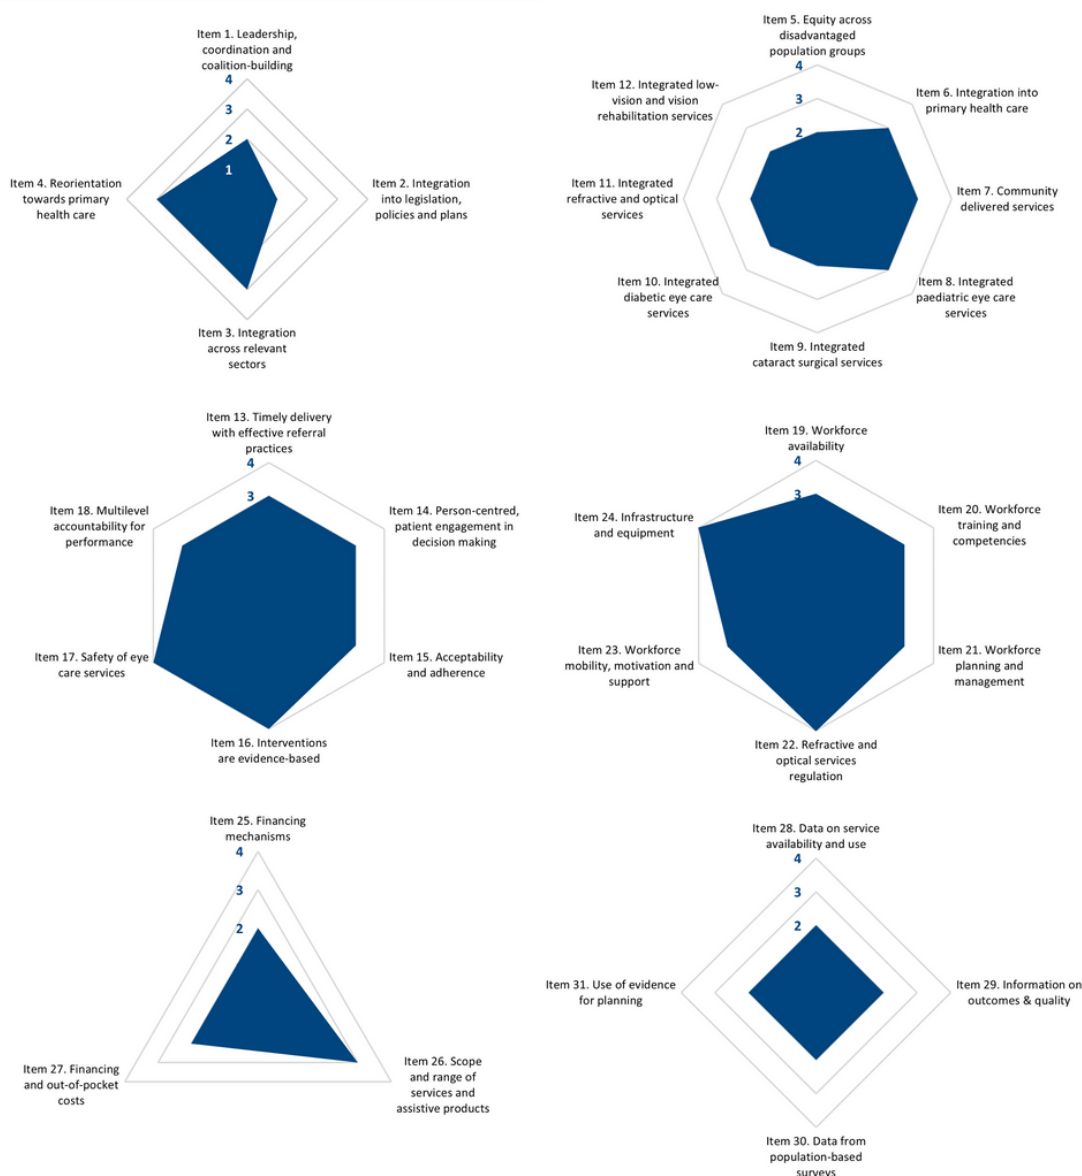 Item 1. Leadership,
coordination and
coalition-building
4
3
2
1
Item 4. Reorientation
towards primary
health care
Item 2. Integration
into legislation,
policies and plans
Item 3. Integration
across relevant
sectors
Item 5. Equity across
disadvantaged
population groups
4
3
2
Item 12. Integrated low-
vision and vision
rehabilitation services
Item 6. Integration into
primary health care
Item 11. Integrated
refractive and optical
services
Item 7. Community
delivered services
Item 10. Integrated
diabetic eye care
services
Item 8. Integrated
paediatric eye care
services
Item 9. Integrated
cataract surgical services
Item 13. Timely delivery
with effective referral
practices
4
3
Item 18. Multilevel
accountability for
performance
Item 14. Person-centred,
patient engagement in
decision making
Item 17. Safety of eye
care services
Item 15. Acceptability
and adherence
Item 16. Interventions
are evidence-based
Item 19. Workforce
availability
4
3
Item 24. Infrastructure
and equipment
Item 20. Workforce
training and
competencies
Item 23. Workforce
mobility, motivation and
support
Item 21. Workforce
planning and
management
Item 22. Refractive and
optical services
regulation
Item 25. Financing
mechanisms
4
3
2
Item 27. Financing
and out-of-pocket
costs
Item 26. Scope
and range of
services and
assistive products
Item 28. Data on service
availability and use
4
3
2
Item 31. Use of evidence
for planning
Item 29. Information on
outcomes & quality
Item 30. Data from
population-based
surveys